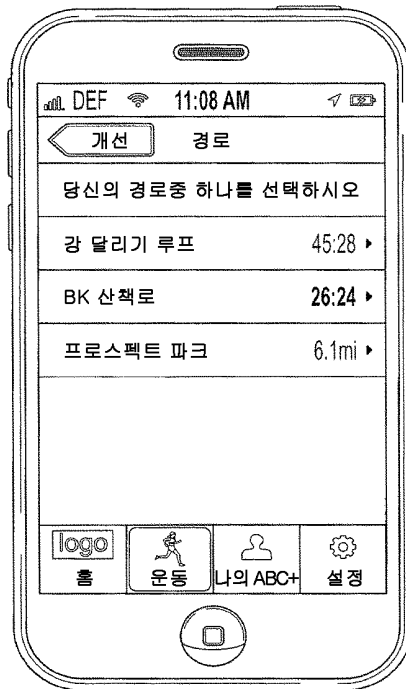 DEF 11:08 AM
개선 경로
당신의 경로중 하나를 선택하시오
강 달리기 루프 45:28
BK 산책로 26:24
프로스펙트 파크 6.1mi
logo
홈 운동 나의 ABC+ 설정